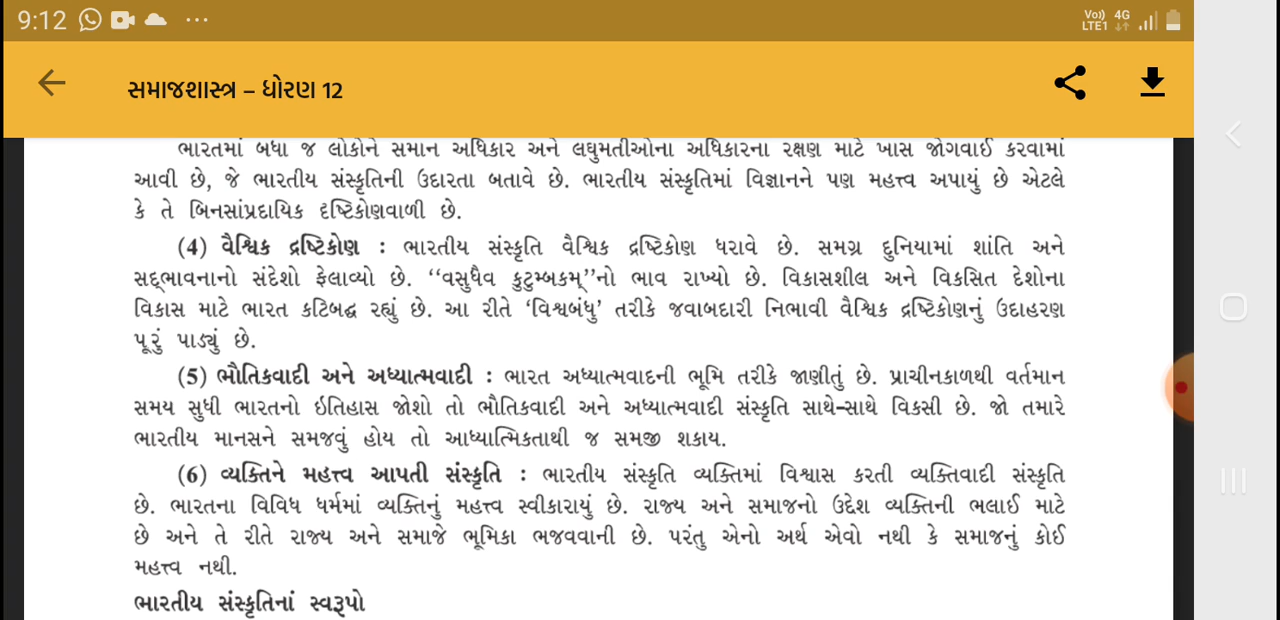 9:12 ...
Vo)) 4G
LTE1
સમાજશાસ્ત્ર – ધોરણ 12
ભારતમાં બધા જ લોકોને સમાન અધિકાર અને લઘુમતીઓના અધિકારના રક્ષણ માટે ખાસ જોગવાઈ કરવામાં
આવી છે, જે ભારતીય સંસ્કૃતિની ઉદારતા બતાવે છે. ભારતીય સંસ્કૃતિમાં વિજ્ઞાનને પણ મહત્ત્વ અપાયું છે એટલે
કે તે બિનસાંપ્રદાયિક દૃષ્ટિકોણવાળી છે.
(4) વૈશ્વિક દ્રષ્ટિકોણ : ભારતીય સંસ્કૃતિ વૈશ્વિક દ્રષ્ટિકોણ ધરાવે છે. સમગ્ર દુનિયામાં શાંતિ અને
સદ્ભાવનાનો સંદેશો ફેલાવ્યો છે. “વસુધૈવ કુટુમ્બકમ્”નો ભાવ રાખ્યો છે. વિકાસશીલ અને વિકસિત દેશોના
વિકાસ માટે ભારત કટિબદ્ધ રહ્યું છે. આ રીતે ‘વિશ્વબંધુ’ તરીકે જવાબદારી નિભાવી વૈશ્વિક દ્રષ્ટિકોણનું ઉદાહરણ
પૂરું પાડ્યું છે.
(5) ભૌતિકવાદી અને અધ્યાત્મવાદી : ભારત અધ્યાત્મવાદની ભૂમિ તરીકે જાણીતું છે. પ્રાચીનકાળથી વર્તમાન
સમય સુધી ભારતનો ઇતિહાસ જોશો તો ભૌતિકવાદી અને અધ્યાત્મવાદી સંસ્કૃતિ સાથે-સાથે વિકસી છે. જો તમારે
ભારતીય માનસને સમજવું હોય તો આધ્યાત્મિકતાથી જ સમજી શકાય.
(6) વ્યક્તિને મહત્ત્વ આપતી સંસ્કૃતિ : ભારતીય સંસ્કૃતિ વ્યક્તિમાં વિશ્વાસ કરતી વ્યક્તિવાદી સંસ્કૃતિ
છે. ભારતના વિવિધ ધર્મમાં વ્યક્તિનું મહત્ત્વ સ્વીકારાયું છે. રાજ્ય અને સમાજનો ઉદ્દેશ વ્યક્તિની ભલાઈ માટે
છે અને તે રીતે રાજ્ય અને સમાજે ભૂમિકા ભજવવાની છે. પરંતુ એનો અર્થ એવો નથી કે સમાજનું કોઈ
મહત્ત્વ નથી.
ભારતીય સંસ્કૃતિનાં સ્વરૂપો